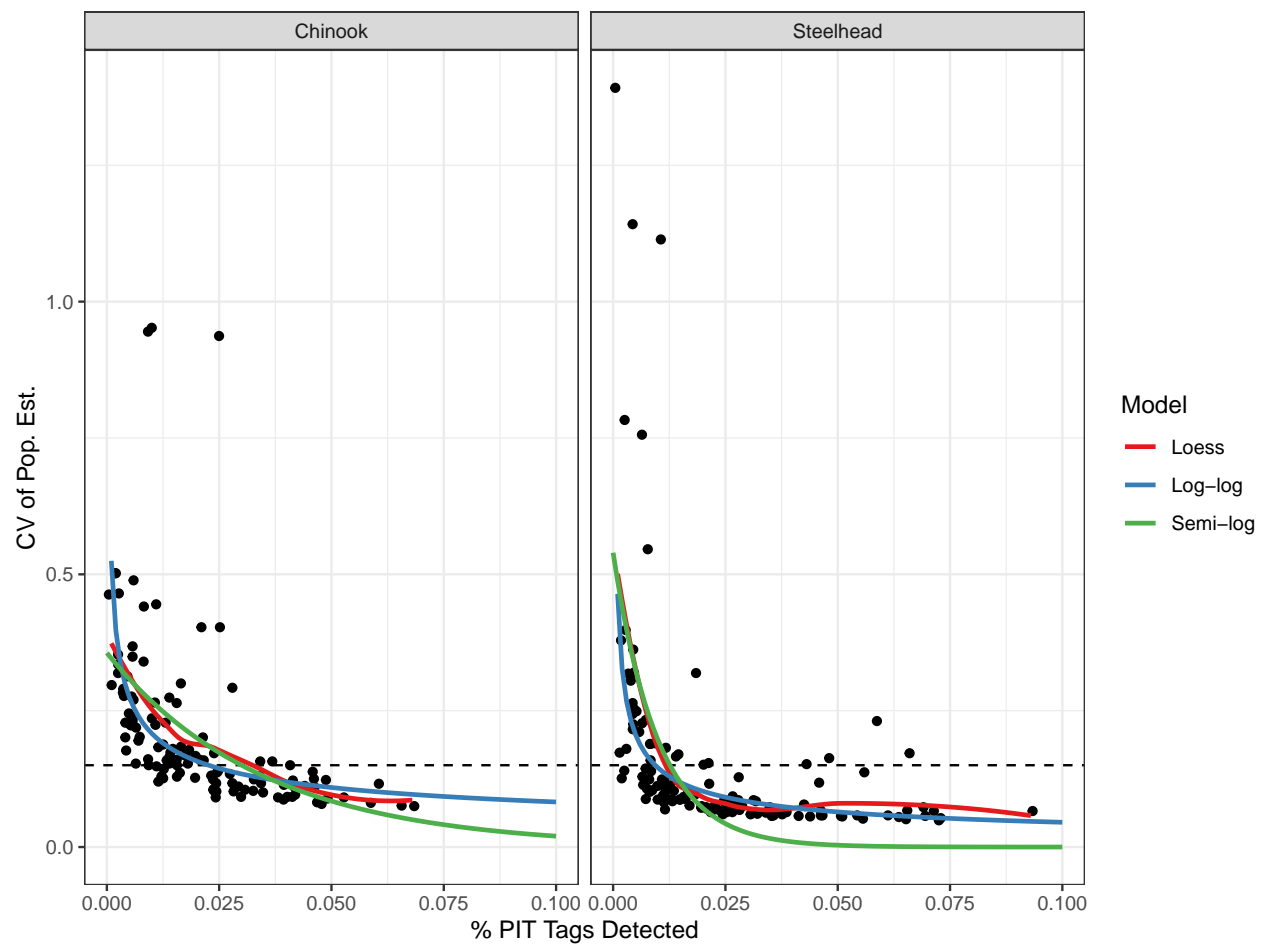 Chinook
Steelhead
CV of Pop. Est.
1.0
0.5
0.0
0.000 0.025 0.050 0.075 0.100
0.000 0.025 0.050 0.075 0.100
% PIT Tags Detected
Model
Loess
Log−log
Semi−log